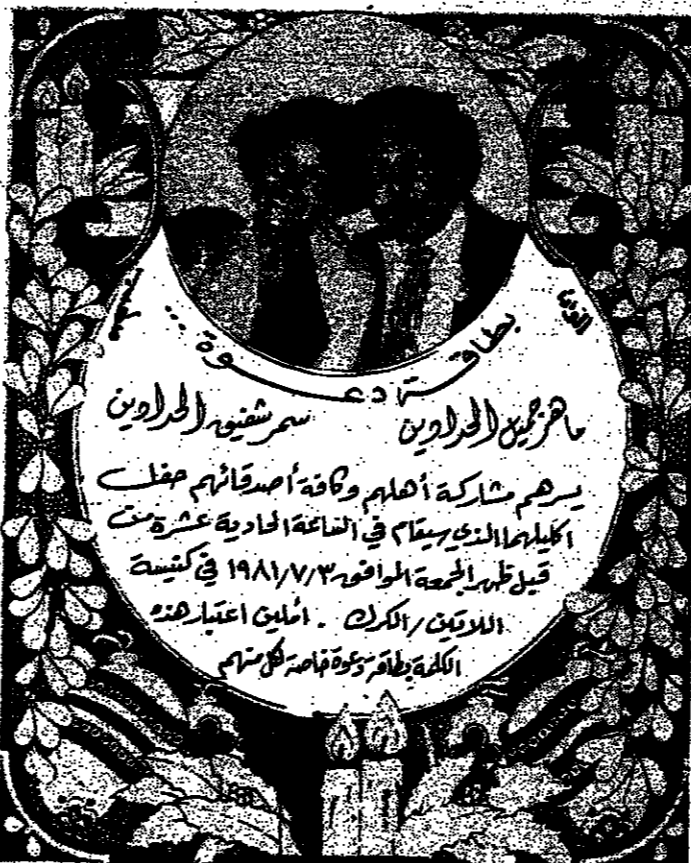 بطاقة دعوة ...
ماهر جميل الحدادين
سمر شفيق الحدادين
يسرهم مشاركة أهلهم وكافة أصدقائهم حفل
اكليلهما الذي سيقام في الساعة الحادية عشرة من
قبل ظهر الجمعة الموافق ١٩٨١/٧/٣ في كنيسة
اللاتين / الكرك . آملين اعتبار هذه
الكلمة بطاقة دعوة خاصة لكل منهم